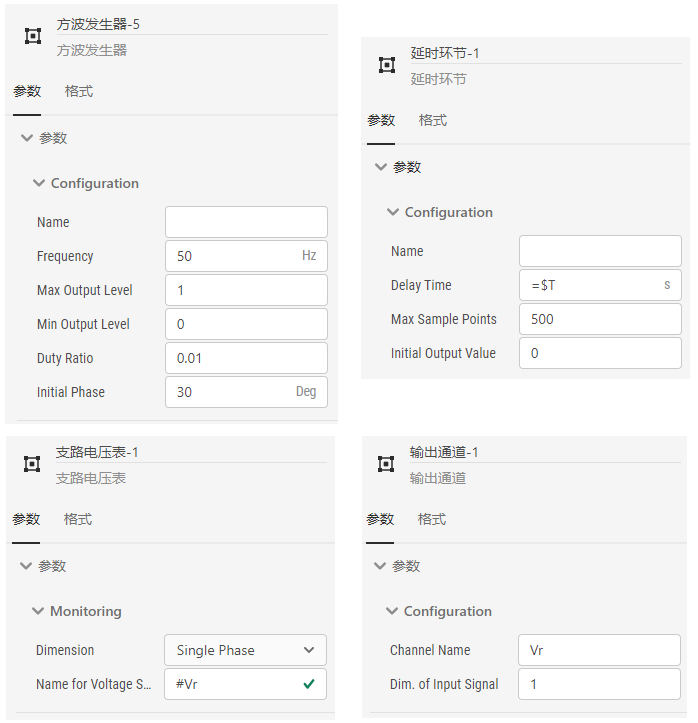 方波发生器-5
方波发生器
参数 格式
参数
Configuration
Name
Frequency 50 Hz
Max Output Level 1
Min Output Level 0
Duty Ratio 0.01
Initial Phase 30 Deg
延时环节-1
延时环节
参数 格式
参数
Configuration
Name
Delay Time =$T s
Max Sample Points 500
Initial Output Value 0
支路电压表-1
支路电压表
参数 格式
参数
Monitoring
Dimension Single Phase
Name for Voltage S... #Vr
输出通道-1
输出通道
参数 格式
参数
Configuration
Channel Name Vr
Dim. of Input Signal 1